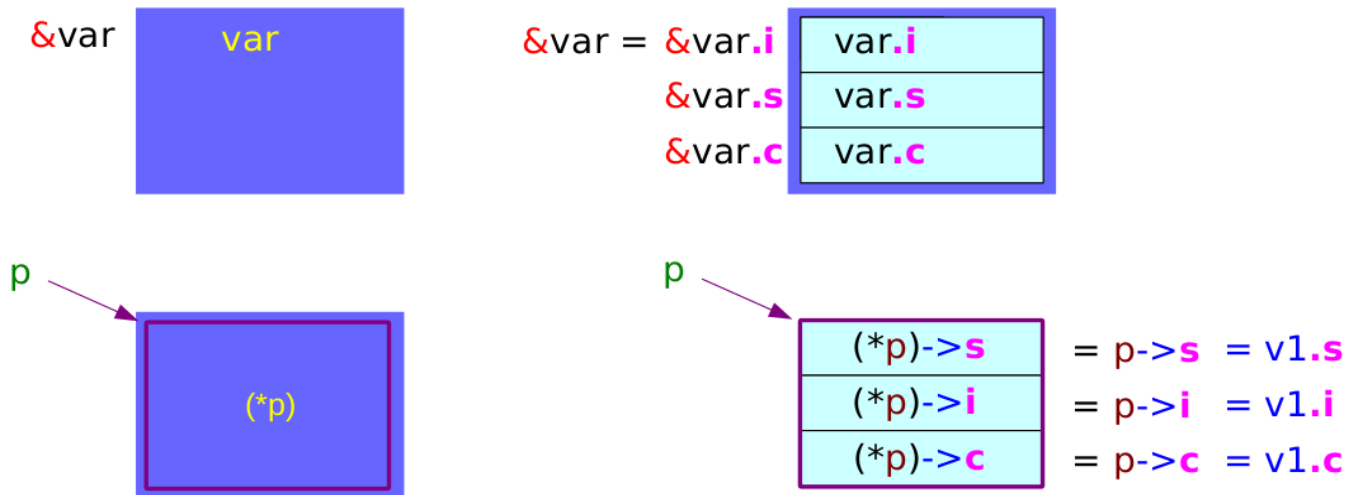 &var var
&var = &var.i var.i
&var.s var.s
&var.c var.c
p
(*p)
p
(*p)->s = p->s = v1.s
(*p)->i = p->i = v1.i
(*p)->c = p->c = v1.c